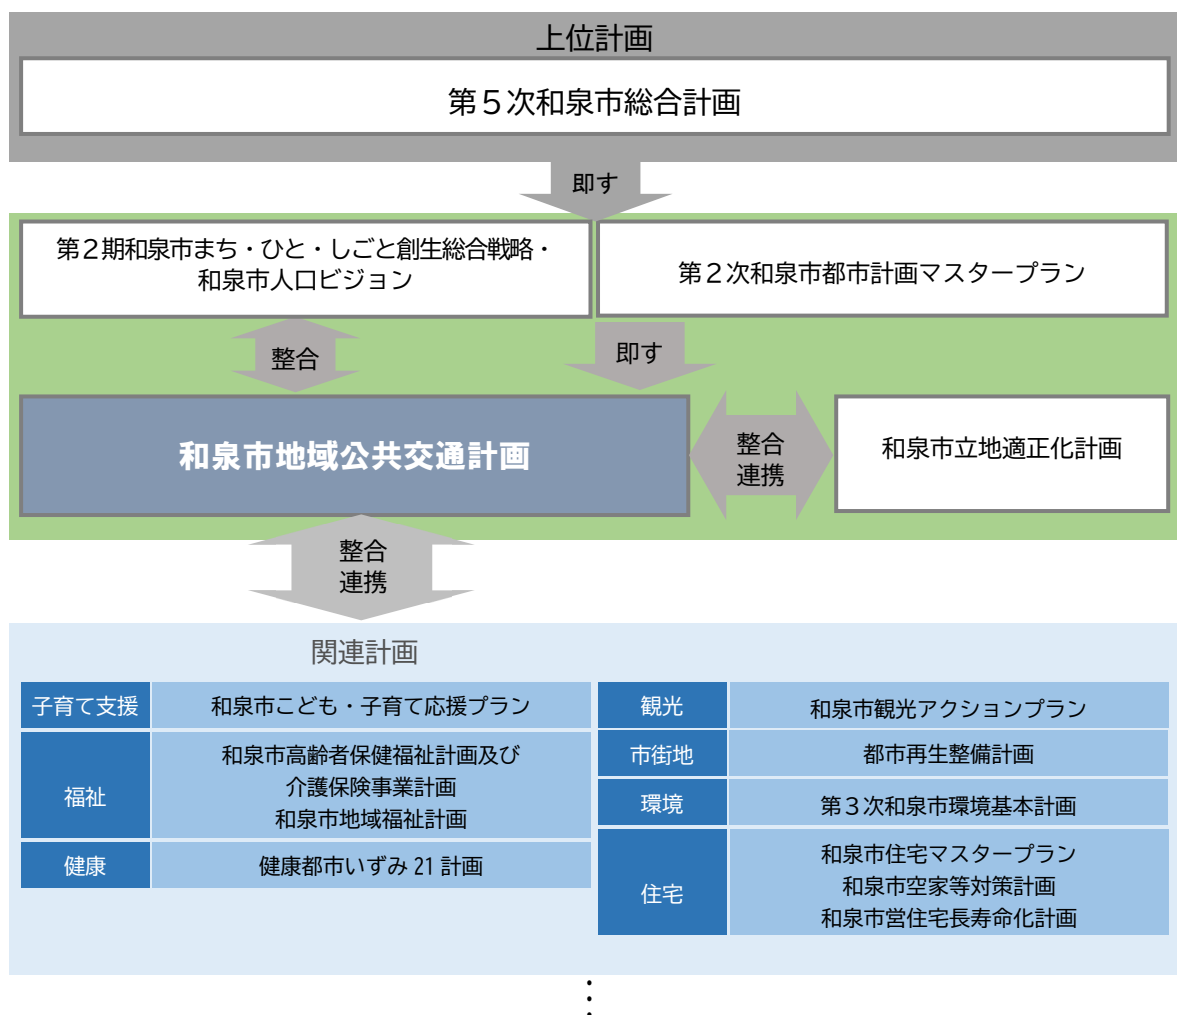 上位計画
第５次和泉市総合計画
即す
第２期和泉市まち・ひと・しごと創生総合戦略・
和泉市人口ビジョン
第２次和泉市都市計画マスタープラン
整合
即す
和泉市地域公共交通計画
整合
連携
和泉市立地適正化計画
整合
連携
関連計画
子育て支援
和泉市こども・子育て応援プラン
福祉
和泉市高齢者保健福祉計画及び
介護保険事業計画
和泉市地域福祉計画
健康
健康都市いずみ 21 計画
観光
和泉市観光アクションプラン
市街地
都市再生整備計画
環境
第３次和泉市環境基本計画
住宅
和泉市住宅マスタープラン
和泉市空家等対策計画
和泉市営住宅長寿命化計画